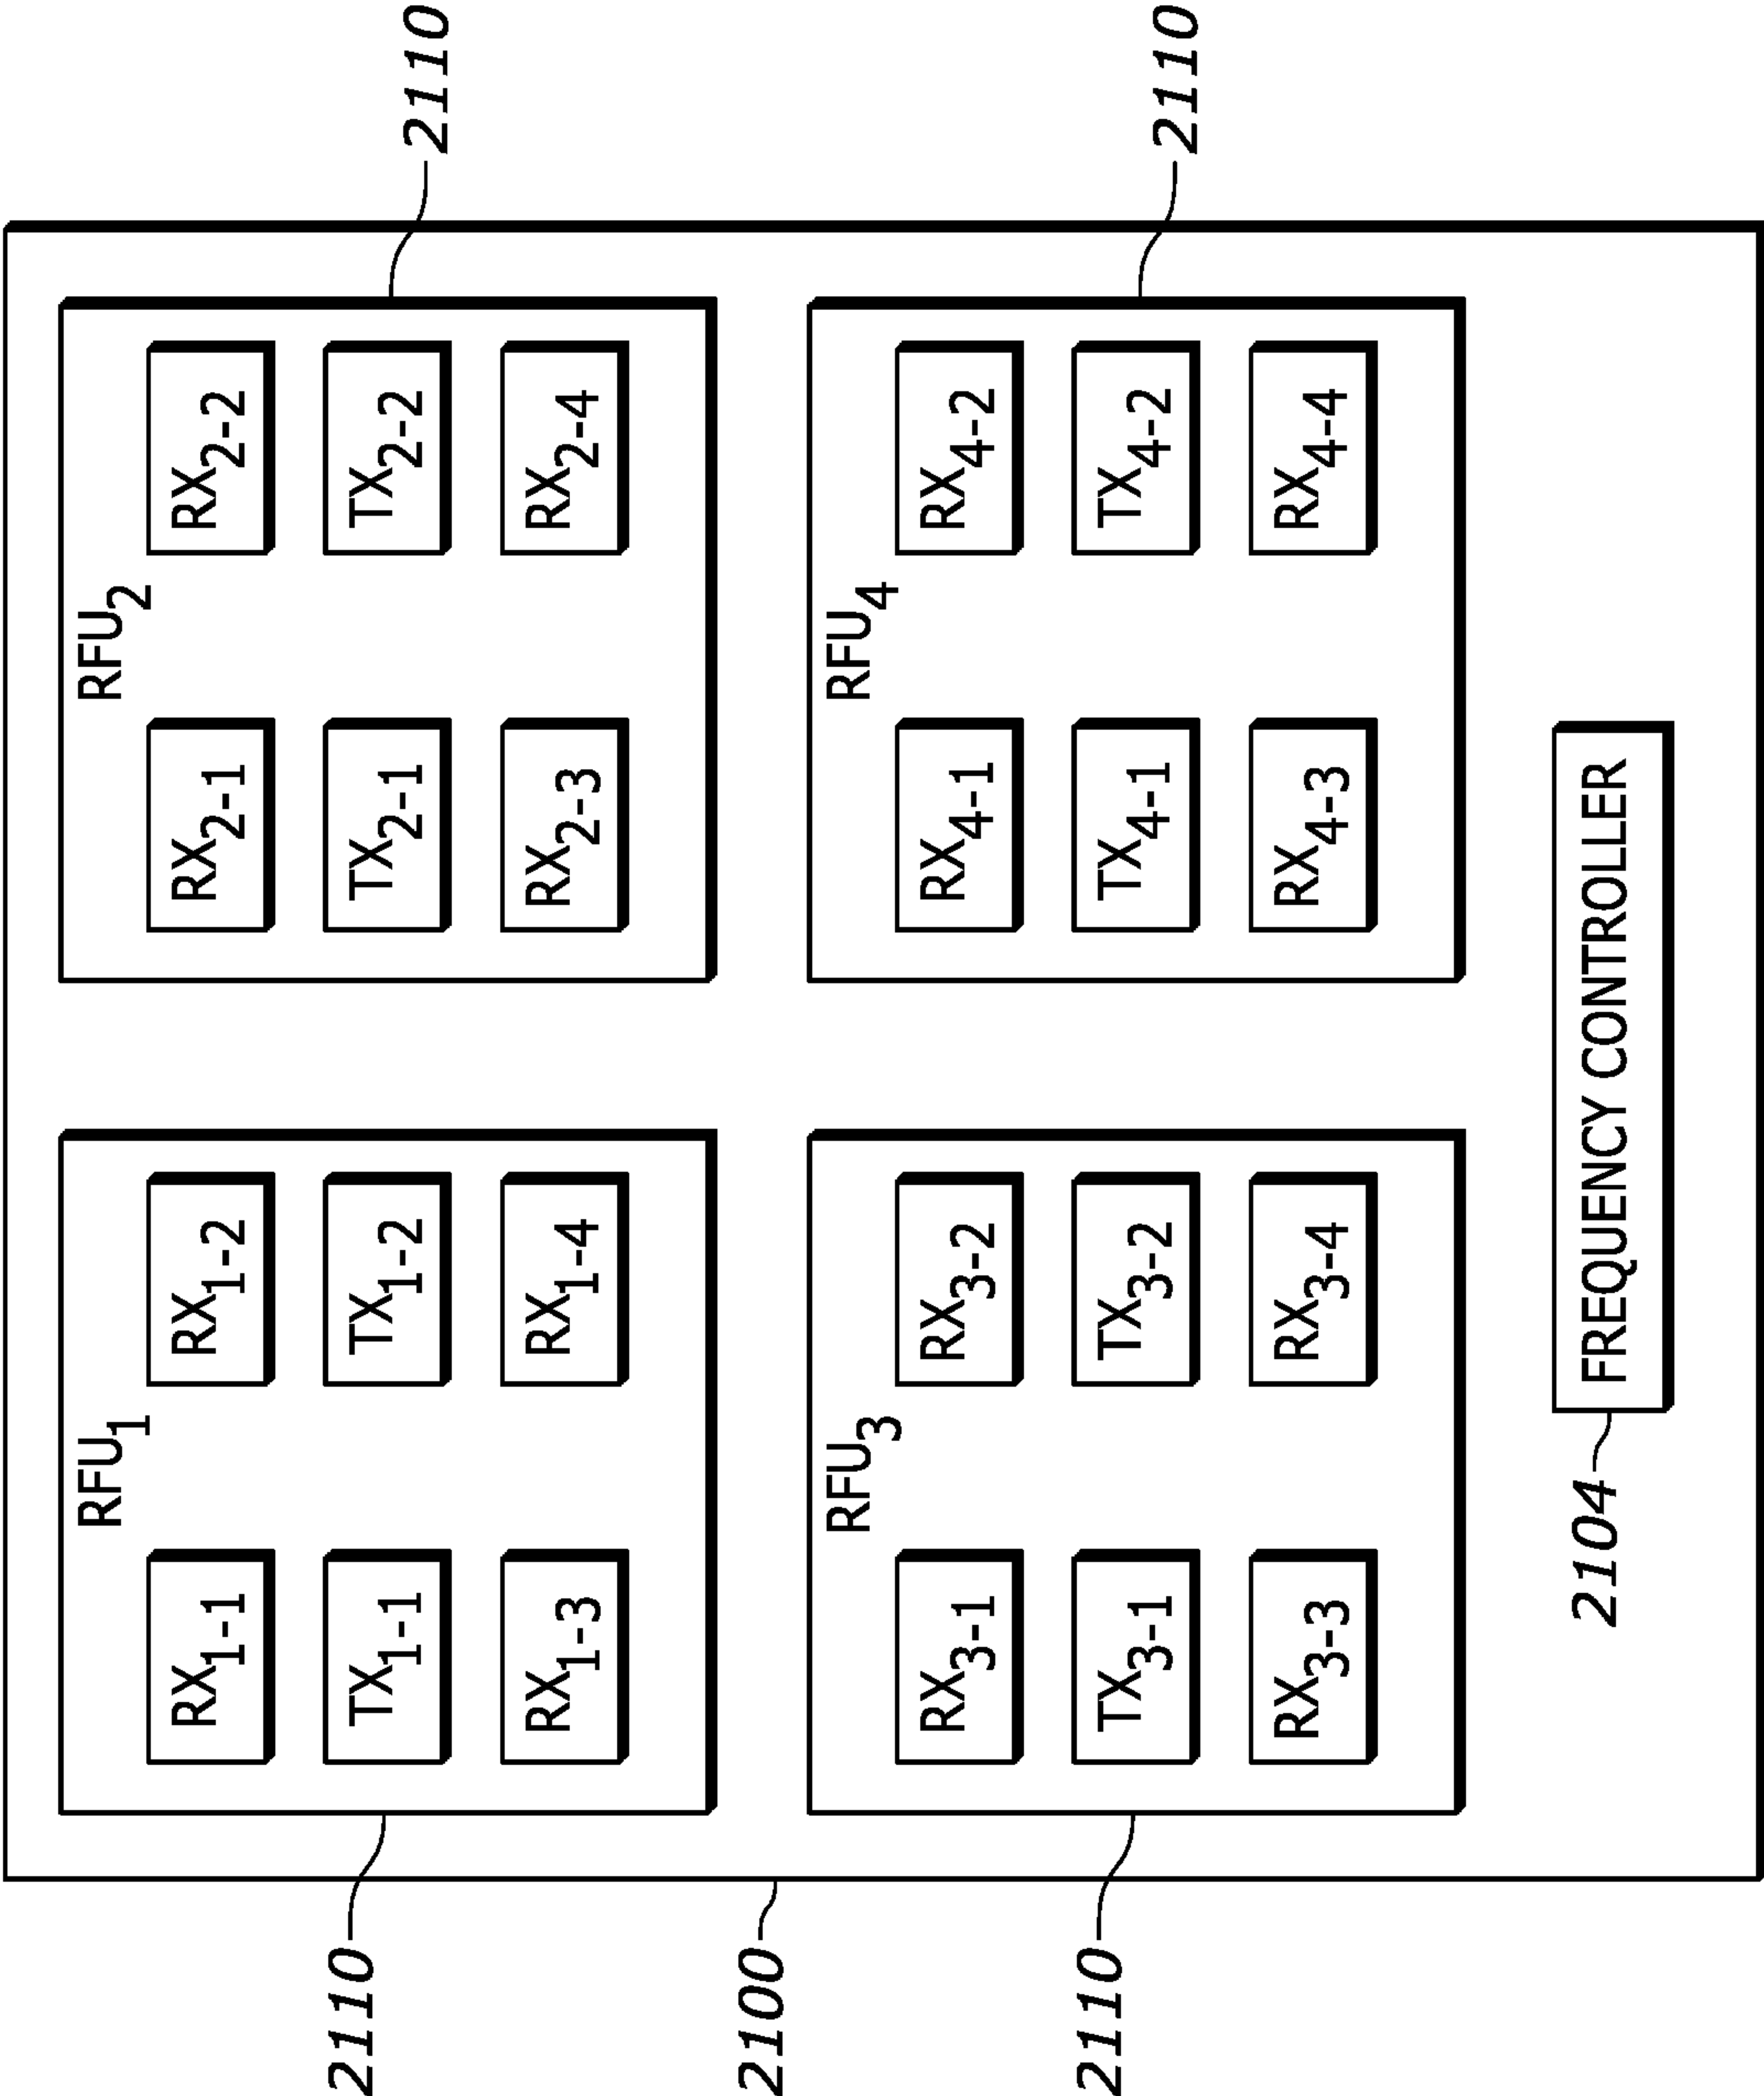 RFU1
RX1-1
RX1-2
TX1-1
TX1-2
RX1-3
RX1-4
2110
RFU2
RX2-1
RX2-2
TX2-1
TX2-2
RX2-3
RX2-4
2110
2100
RFU3
RX3-1
RX3-2
TX3-1
TX3-2
RX3-3
RX3-4
2110
RFU4
RX4-1
RX4-2
TX4-1
TX4-2
RX4-3
RX4-4
2110
2104
FREQUENCY CONTROLLER